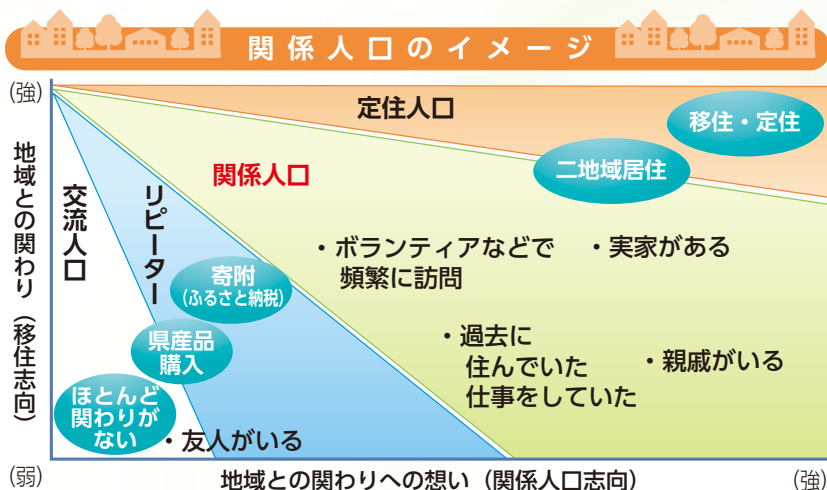 関係人口のイメージ
(強)
定住人口
移住・定住
二地域居住
関係人口
地域との関わり（移住志向）
交流人口
リピーター
・ボランティアなどで
頻繁に訪問
・実家がある
寄附
(ふるさと納税)
県産品
購入
・過去に
住んでいた
仕事をしていた
・親戚がいる
ほとんど
関わりが
ない
・友人がいる
(弱)
地域との関わりへの想い（関係人口志向）
(強)